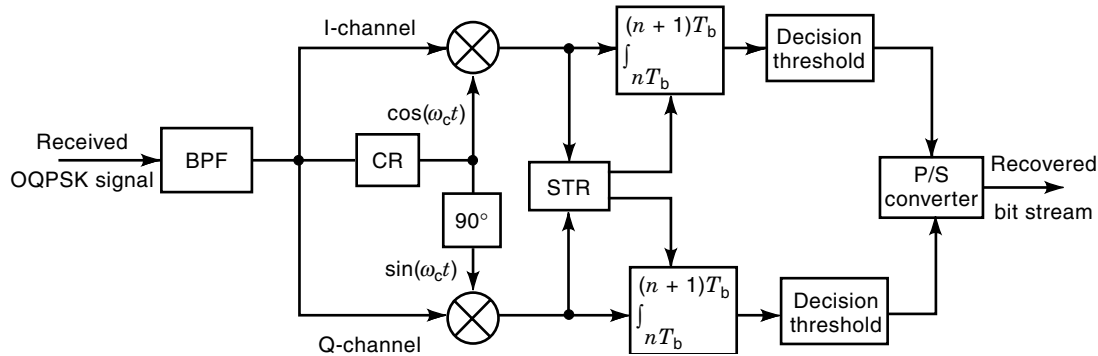 I-channel
(n + 1)T_b
∫
nT_b
Decision
threshold
cos(ω_c t)
Received
OQPSK signal
BPF
CR
STR
P/S
converter
Recovered
bit stream
90°
sin(ω_c t)
(n + 1)T_b
∫
nT_b
Decision
threshold
Q-channel